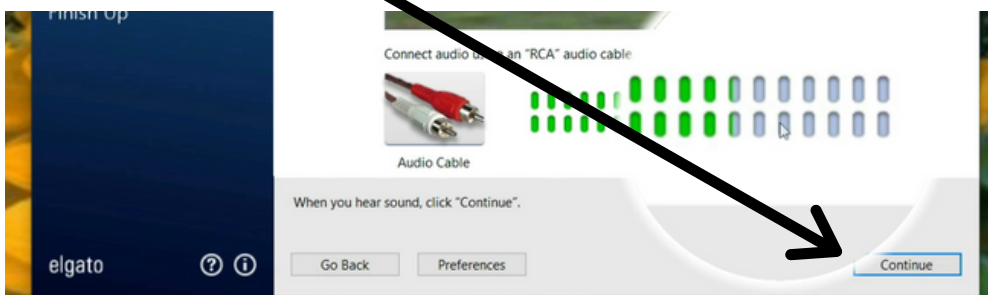 Finish Up
Connect audio using an "RCA" audio cable
Audio Cable
When you hear sound, click "Continue".
elgato
Go Back
Preferences
Continue